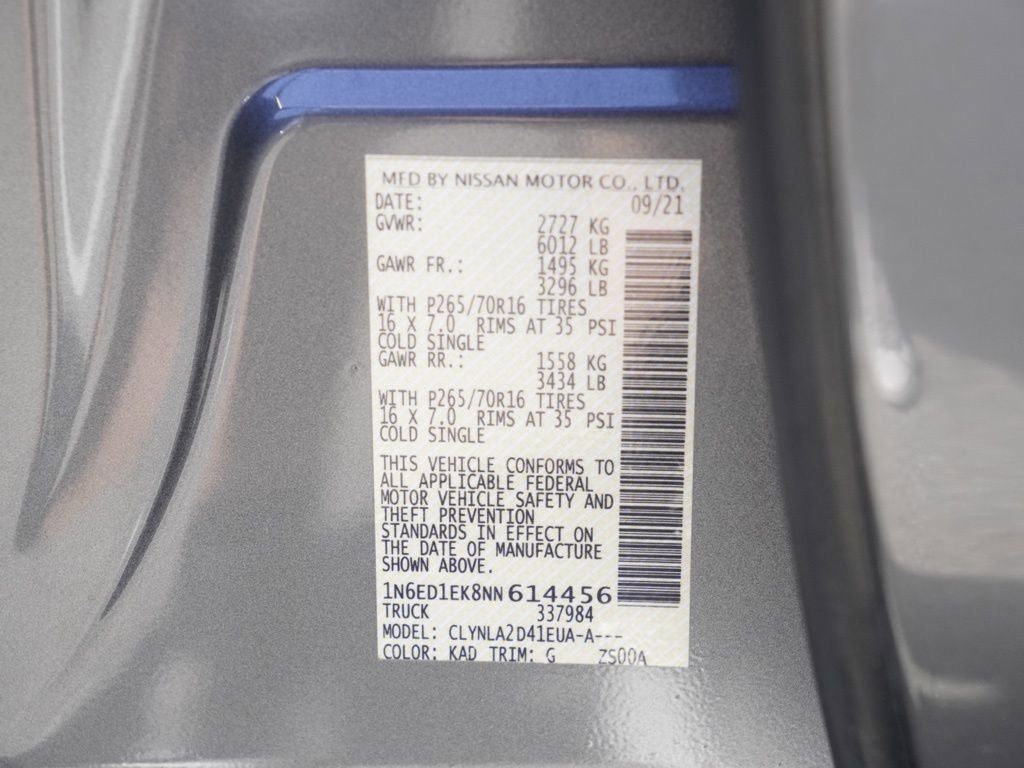 MFD BY NISSAN MOTOR CO., LTD.
DATE: 09/21
GVWR: 2727 KG
6012 LB
GAWR FR.: 1495 KG
3296 LB
WITH P265/70R16 TIRES
16 X 7.0 RIMS AT 35 PSI
COLD SINGLE
GAWR RR.: 1558 KG
3434 LB
WITH P265/70R16 TIRES
16 X 7.0 RIMS AT 35 PSI
COLD SINGLE
THIS VEHICLE CONFORMS TO
ALL APPLICABLE FEDERAL
MOTOR VEHICLE SAFETY AND
THEFT PREVENTION
STANDARDS IN EFFECT ON
THE DATE OF MANUFACTURE
SHOWN ABOVE.
1N6ED1EK8NN614456
TRUCK 337984
MODEL: CLYNLA2D41EUA-A---
COLOR: KAD TRIM: G ZS00A